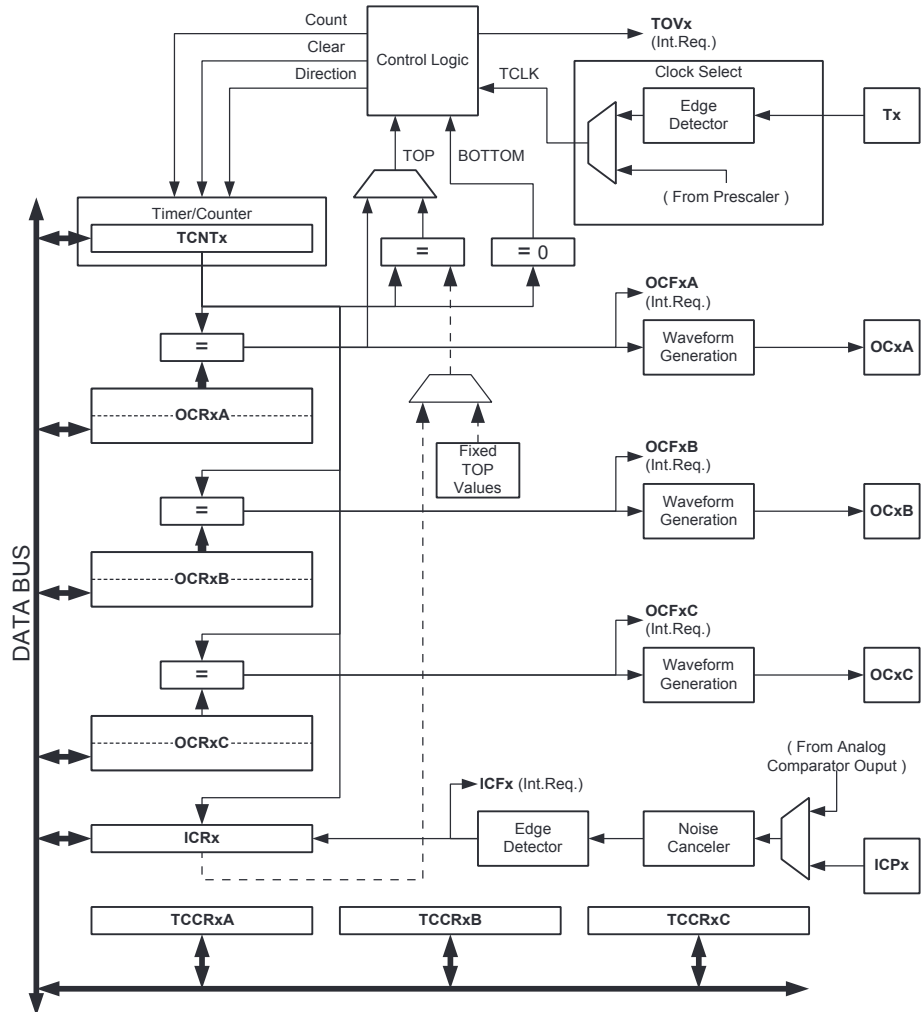 Count
Clear
Direction
Control Logic
TOVx
(Int.Req.)
Clock Select
TCLK
Edge
Detector
Tx
( From Prescaler )
TOP
BOTTOM
Timer/Counter
TCNTx
=
= 0
=
OCFxA
(Int.Req.)
Waveform
Generation
OCxA
OCRxA
Fixed
TOP
Values
OCFxB
(Int.Req.)
=
Waveform
Generation
OCxB
OCRxB
DATA BUS
OCFxC
(Int.Req.)
=
Waveform
Generation
OCxC
OCRxC
( From Analog
Comparator Ouput )
ICFx (Int.Req.)
ICRx
Edge
Detector
Noise
Canceler
ICPx
TCCRxA
TCCRxB
TCCRxC